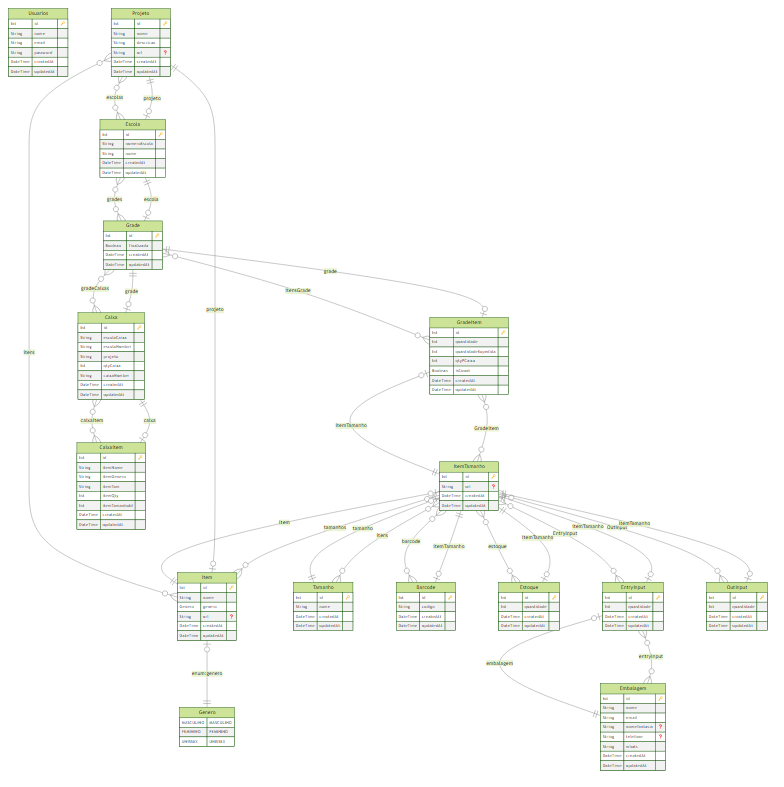 Usuarios
Int id
String nome
String email
String password
DateTime createdAt
DateTime updatedAt
Projeto
Int id
String nome
String descricao
String url
DateTime createdAt
DateTime updatedAt
escolas
projeto
Escola
Int id
String numeroEscola
String nome
DateTime createdAt
DateTime updatedAt
grades
escola
Grade
Int id
Boolean finalizada
DateTime createdAt
DateTime updatedAt
grade
itensGrade
gradeCaixas
grade
projeto
itens
Caixa
Int id
String escolaCaixa
String escolaNumber
String projeto
Int qtyCaixa
String caixaNumber
DateTime createdAt
DateTime updatedAt
GradeItem
Int id
Int quantidade
Int quantidadeExpedida
Int qtyPCaixa
Boolean isCount
DateTime createdAt
DateTime updatedAt
caixaItem
caixa
itemTamanho
GradeItem
CaixaItem
Int id
String itemName
String itemGenero
String itemTam
Int itemQty
Int itemTamanhoId
DateTime createdAt
DateTime updatedAt
ItemTamanho
Int id
String url
DateTime createdAt
DateTime updatedAt
item
tamanhos
tamanho
itens
barcode
itemTamanho
estoque
itemTamanho
EntryInput
itemTamanho
OutInput
itemTamanho
Item
Int id
String nome
Genero genero
String url
DateTime createdAt
DateTime updatedAt
Tamanho
Int id
String nome
DateTime createdAt
DateTime updatedAt
Barcode
Int id
String codigo
DateTime createdAt
DateTime updatedAt
Estoque
Int id
Int quantidade
DateTime createdAt
DateTime updatedAt
EntryInput
Int id
Int quantidade
DateTime createdAt
DateTime updatedAt
OutInput
Int id
Int quantidade
DateTime createdAt
DateTime updatedAt
enum:genero
embalagem
entryInput
Genero
MASCULINO MASCULINO
FEMININO FEMININO
UNISSEX UNISSEX
Embalagem
Int id
String nome
String email
String nomefantasia
String telefone
String
DateTime createdAt
DateTime updatedAt